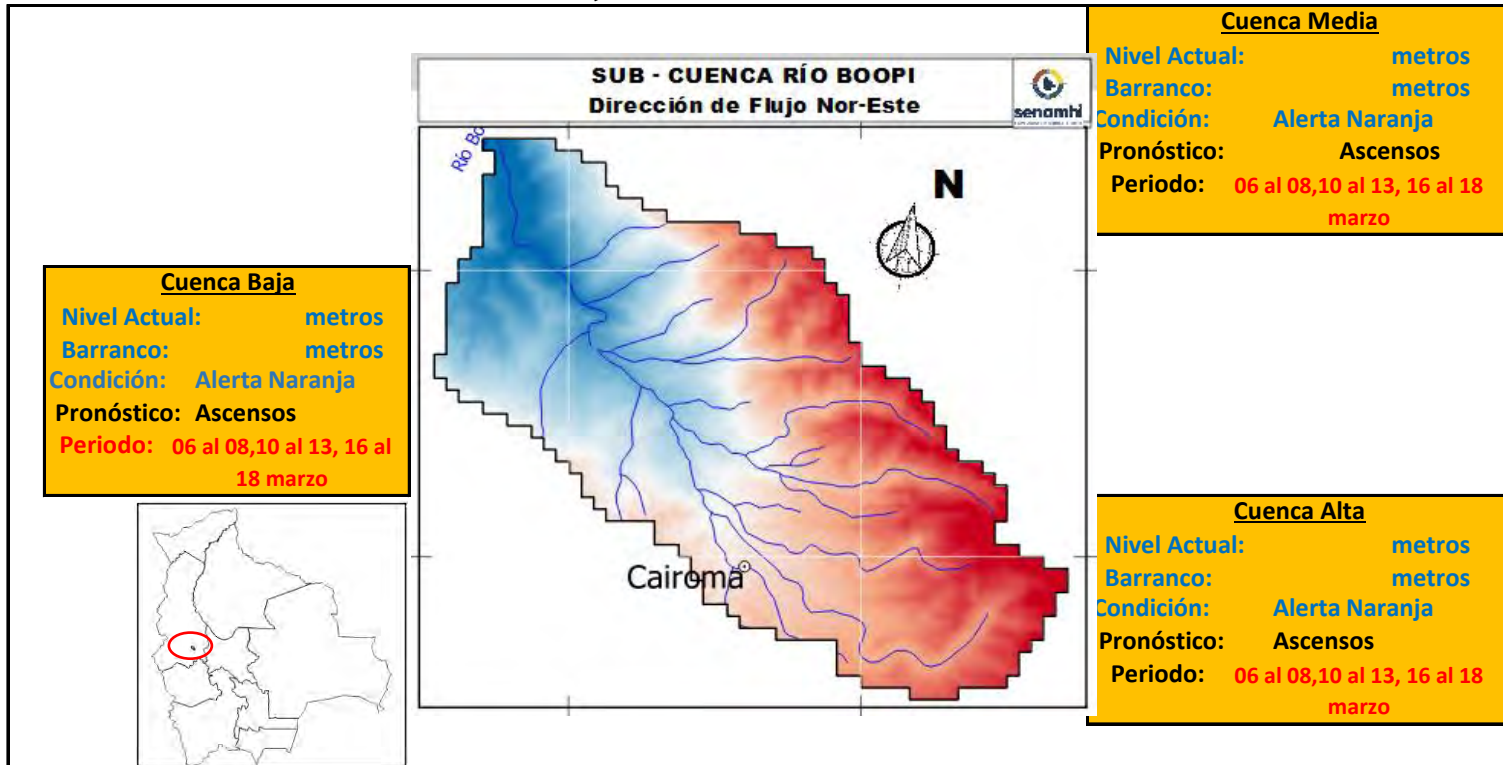 SUB - CUENCA RÍO BOOPI
Dirección de Flujo Nor-Este
senamhi
Cuenca Media
Nivel Actual: metros
Barranco: metros
Condición: Alerta Naranja
Pronóstico: Ascensos
Periodo: 06 al 08,10 al 13, 16 al 18
marzo
Río Bo
N
Cuenca Baja
Nivel Actual: metros
Barranco: metros
Condición: Alerta Naranja
Pronóstico: Ascensos
Periodo: 06 al 08,10 al 13, 16 al
18 marzo
Cairoma
Cuenca Alta
Nivel Actual: metros
Barranco: metros
Condición: Alerta Naranja
Pronóstico: Ascensos
Periodo: 06 al 08,10 al 13, 16 al 18
marzo